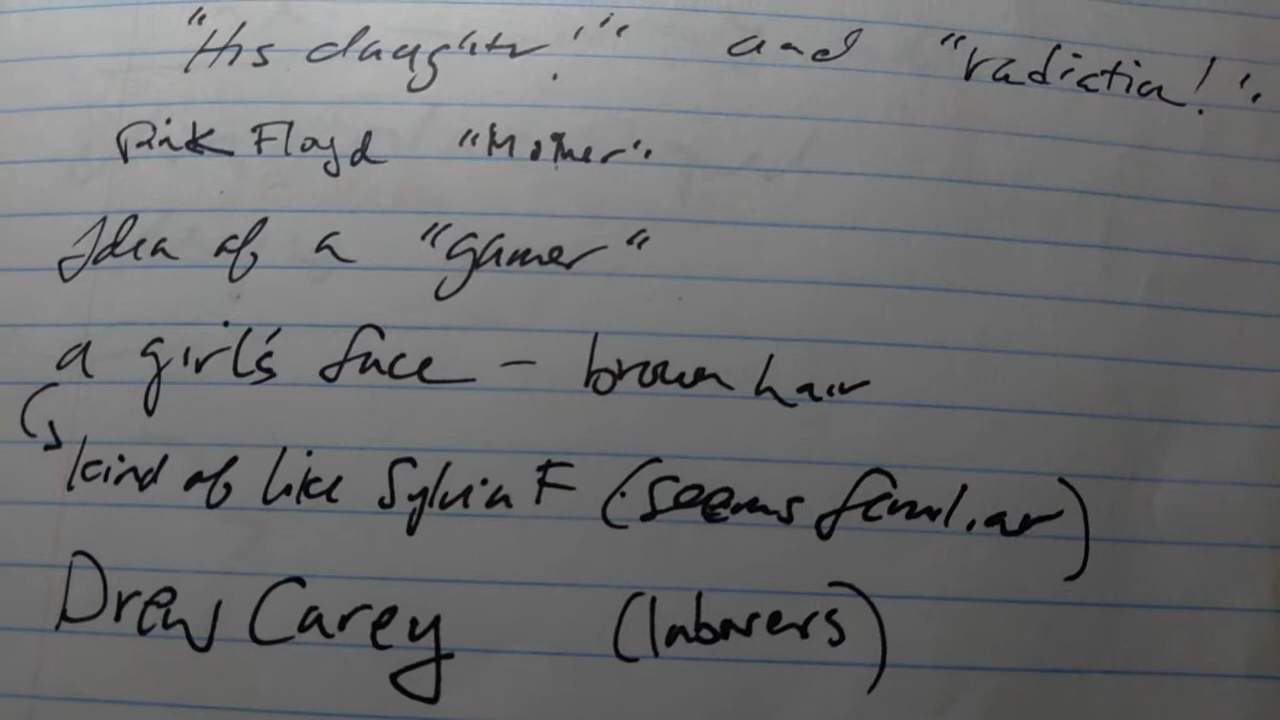 "His daughter!" and "radiation!".
Pink Floyd "Mother".
Idea of a "gamer"
a girl's face - brown hair
kind of like Sylvia F (seems familiar)
Drew Carey (laborers)